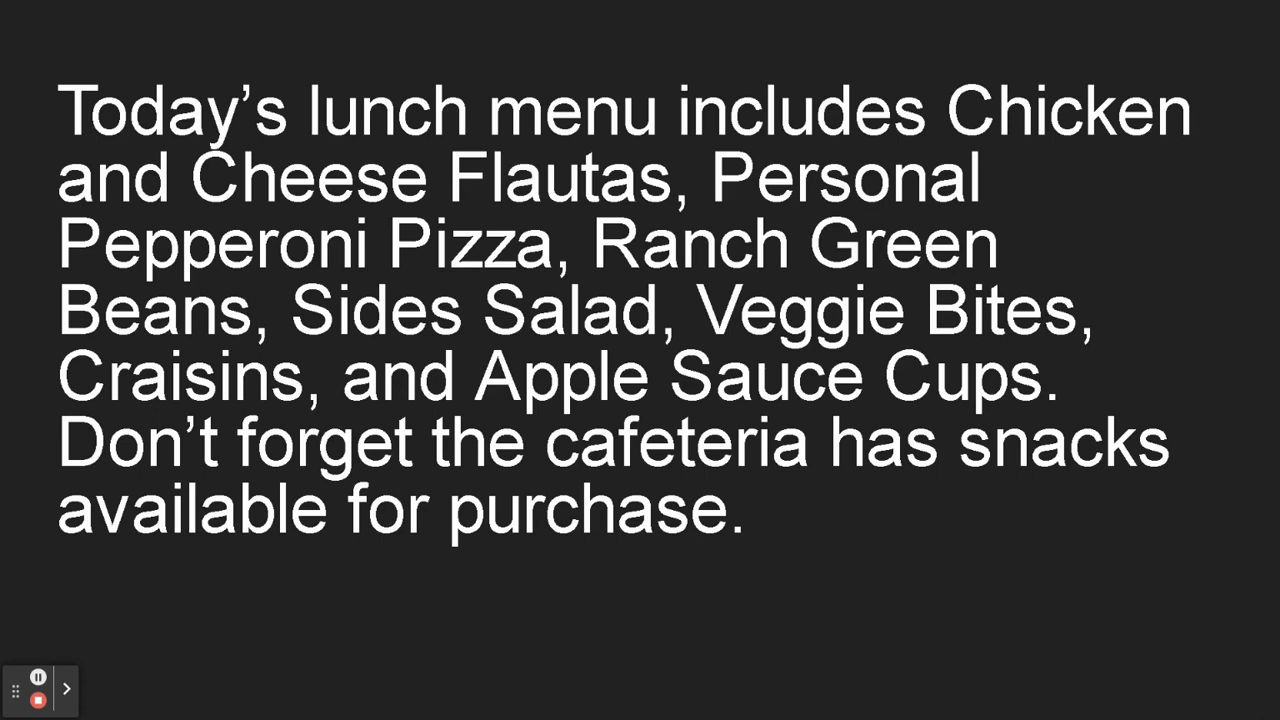 Today’s lunch menu includes Chicken
and Cheese Flautas, Personal
Pepperoni Pizza, Ranch Green
Beans, Sides Salad, Veggie Bites,
Craisins, and Apple Sauce Cups.
Don’t forget the cafeteria has snacks
available for purchase.